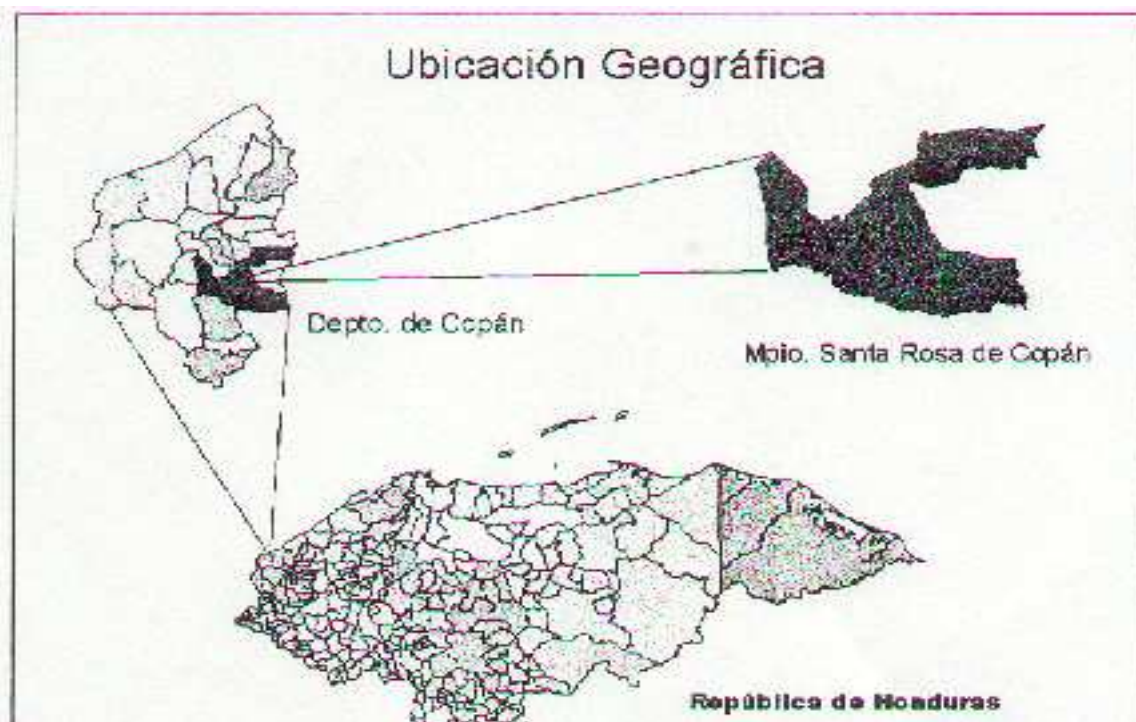 Ubicación Geográfica
Depto. de Copán
Mpio. Santa Rosa de Copán
República de Honduras